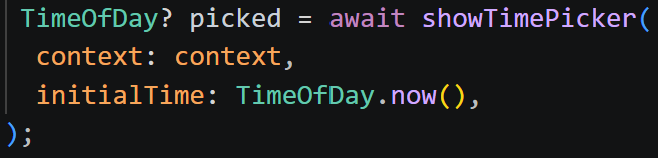 TimeOfDay? picked = await showTimePicker(
context: context,
initialTime: TimeOfDay.now(),
);